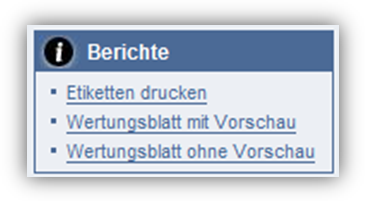 Berichte
Etiketten drucken
Wertungsblatt mit Vorschau
Wertungsblatt ohne Vorschau